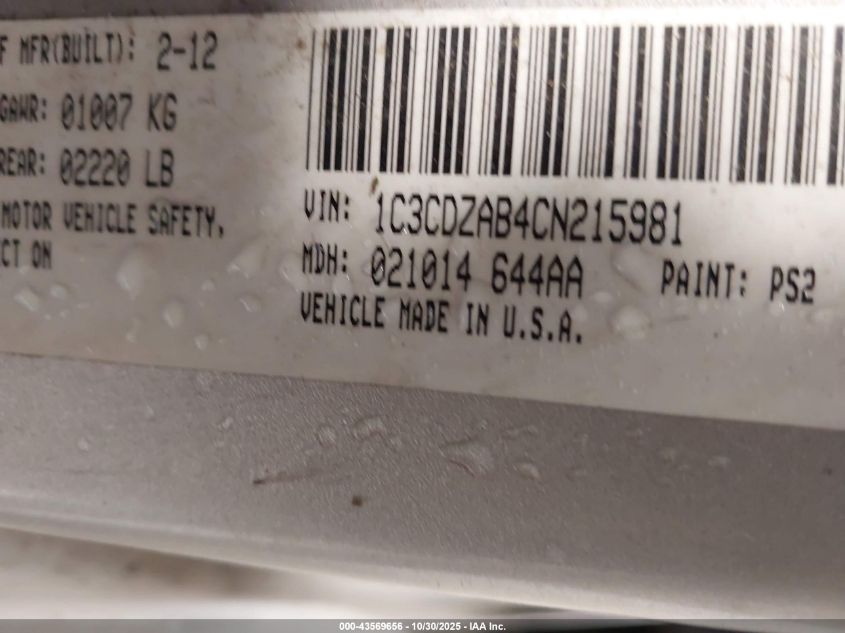 F MFR(BUILT): 2-12
GAWR: 01007 KG
REAR: 02220 LB
MOTOR VEHICLE SAFETY,
CT ON
VIN: 1C3CDZAB4CN215981
MDH: 021014 644AA PAINT: PS2
VEHICLE MADE IN U.S.A.
000-43569656 - 10/30/2025 - IAA Inc.